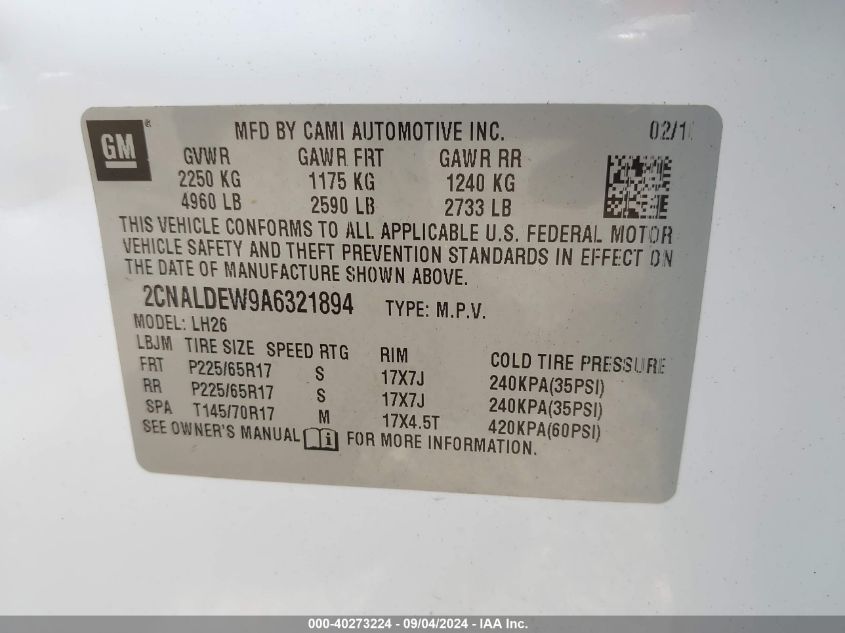 GM ®
MFD BY CAMI AUTOMOTIVE INC. 02/1
GVWR GAWR FRT GAWR RR
2250 KG 1175 KG 1240 KG
4960 LB 2590 LB 2733 LB
THIS VEHICLE CONFORMS TO ALL APPLICABLE U.S. FEDERAL MOTOR
VEHICLE SAFETY AND THEFT PREVENTION STANDARDS IN EFFECT ON
THE DATE OF MANUFACTURE SHOWN ABOVE.
2CNALDEW9A6321894 TYPE: M.P.V.
MODEL: LH26
LBJM TIRE SIZE SPEED RTG RIM COLD TIRE PRESSURE
FRT P225/65R17 S 17X7J 240KPA(35PSI)
RR P225/65R17 S 17X7J 240KPA(35PSI)
SPA T145/70R17 M 17X4.5T 420KPA(60PSI)
SEE OWNER'S MANUAL FOR MORE INFORMATION.
000-40273224 - 09/04/2024 - IAA Inc.